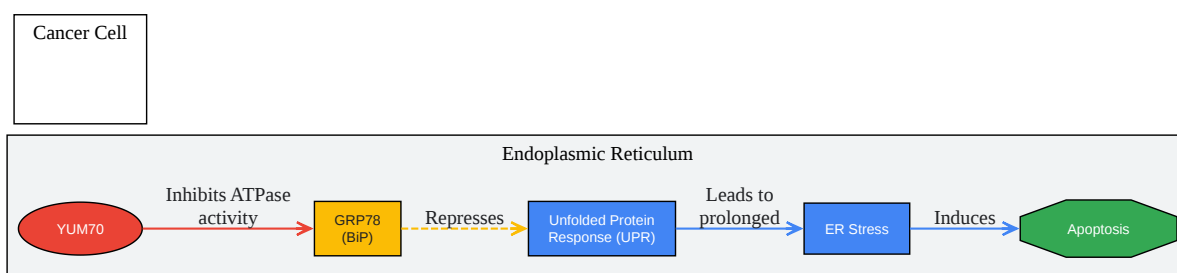 Cancer Cell
Endoplasmic Reticulum
YUM70
Inhibits ATPase
activity
GRP78
(BiP)
Represses
Unfolded Protein
Response (UPR)
Leads to
prolonged
ER Stress
Induces
Apoptosis